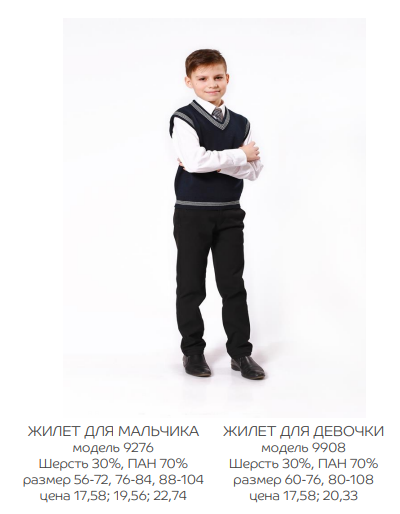 ЖИЛЕТ ДЛЯ МАЛЬЧИКА
модель 9276
Шерсть 30%, ПАН 70%
размер 56-72, 76-84, 88-104
цена 17,58; 19,56; 22,74
ЖИЛЕТ ДЛЯ ДЕВОЧКИ
модель 9908
Шерсть 30%, ПАН 70%
размер 60-76, 80-108
цена 17,58; 20,33